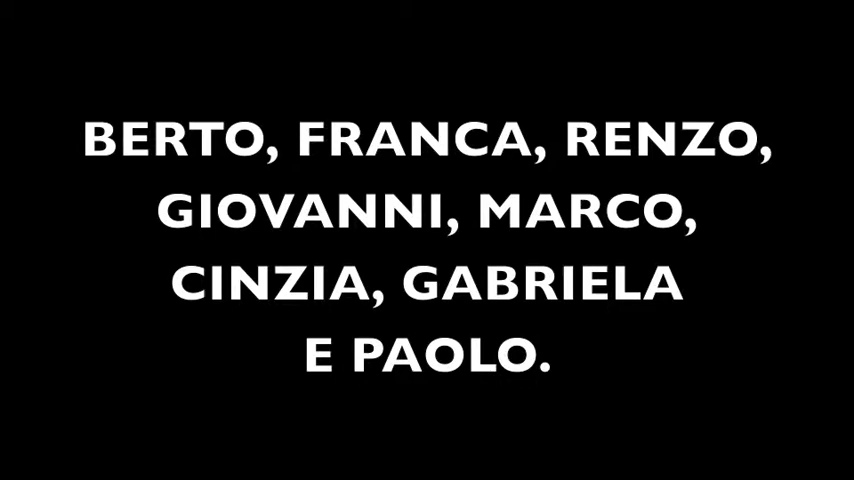 BERTO, FRANCA, RENZO,
GIOVANNI, MARCO,
CINZIA, GABRIELA
E PAOLO.